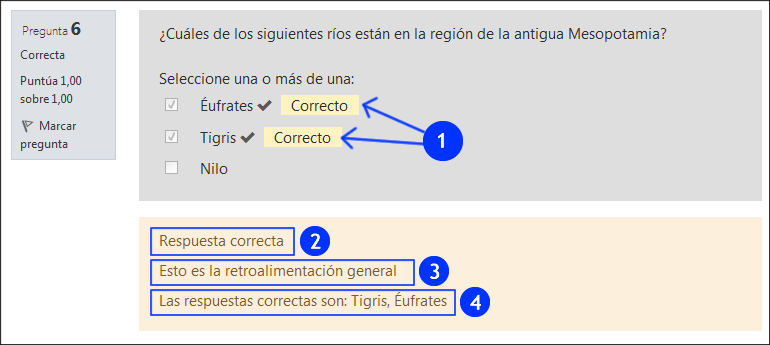 Pregunta 6
Correcta
Puntúa 1,00
sobre 1,00
Marcar
pregunta
¿Cuáles de los siguientes ríos están en la región de la antigua Mesopotamia?
Seleccione una o más de una:
Éufrates Correcto
Tigris Correcto
1
Nilo
Respuesta correcta 2
Esto es la retroalimentación general 3
Las respuestas correctas son: Tigris, Éufrates 4